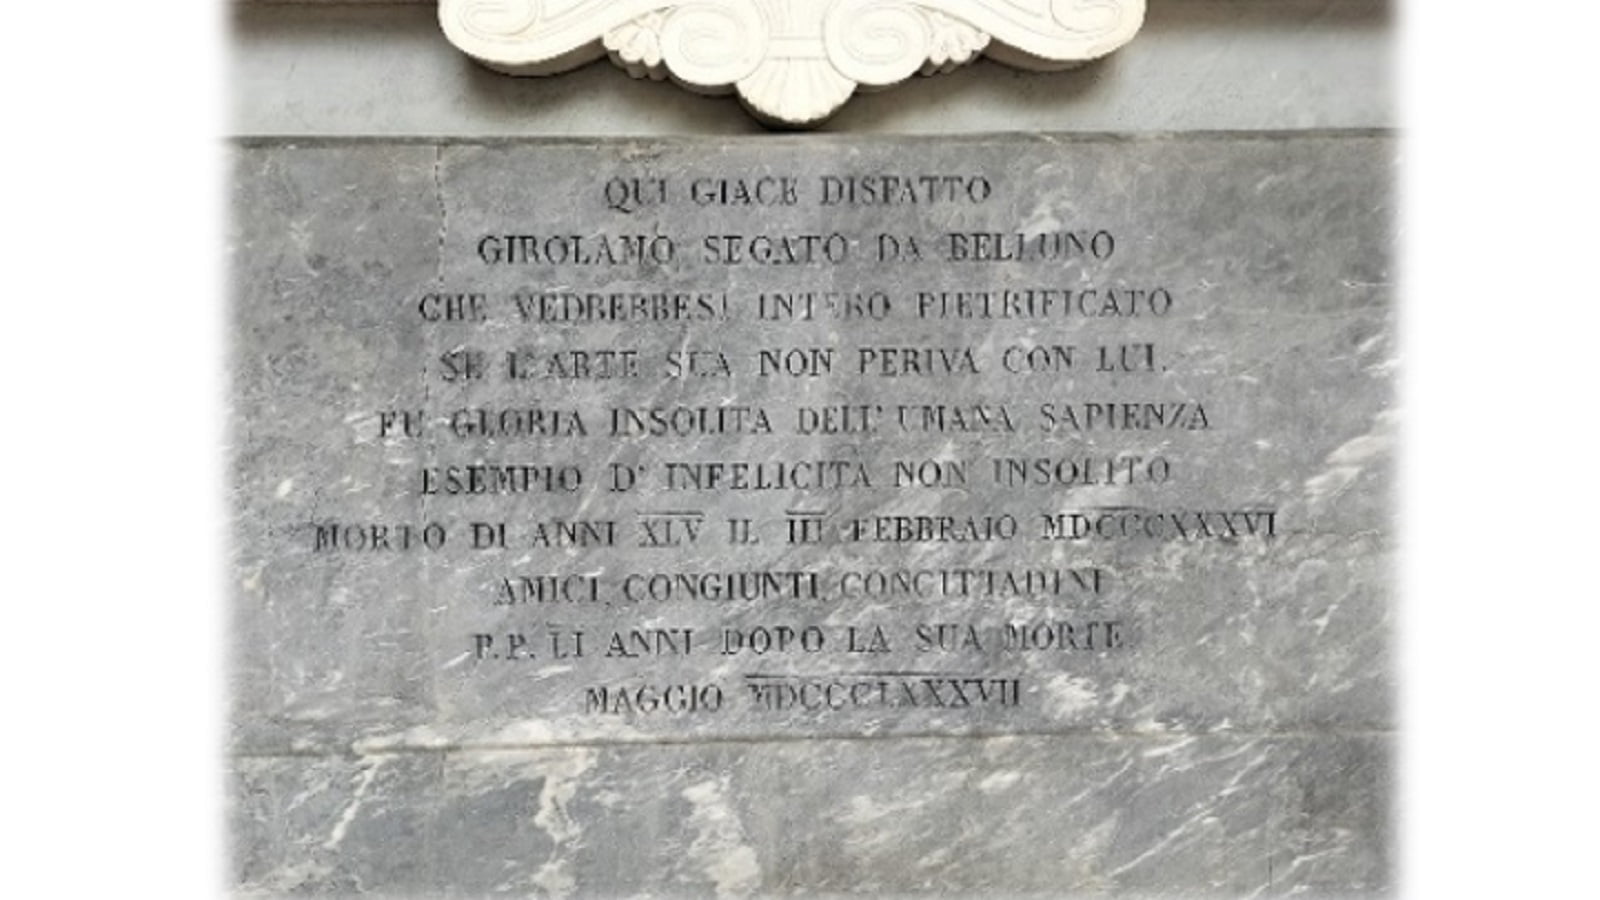 QUI GIACE DISFATTO
GIROLAMO SEGATO DA BELLUNO
CHE VEDREBBESI INTERO PIETRIFICATO
SE L'ARTE SUA NON PERIVA CON LUI.
FU GLORIA INSOLITA DELL' UMANA SAPIENZA
ESEMPIO D' INFELICITA NON INSOLITO
MORTO DI ANNI XLV IL III FEBBRAIO MDCCCXXXVI
AMICI, CONGIUNTI, CONCITTADINI
P. P. LI ANNI DOPO LA SUA MORTE
MAGGIO MDCCCLXXXVII